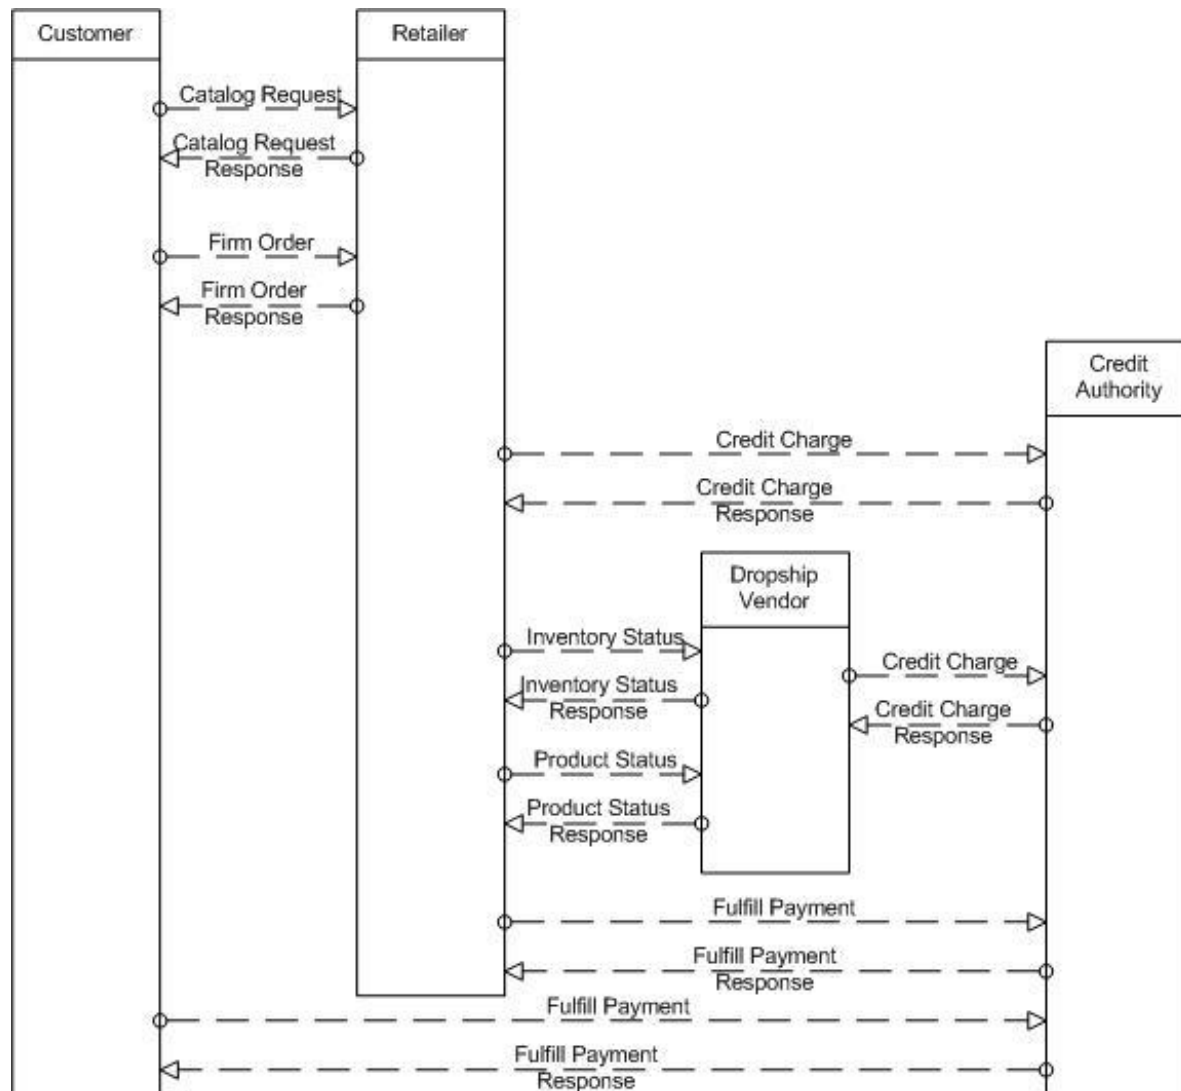 Customer
Retailer
Catalog Request
Catalog Request
Response
Firm Order
Firm Order
Response
Credit
Authority
Credit Charge
Credit Charge
Response
Dropship
Vendor
Inventory Status
Credit Charge
Inventory Status
Response
Credit Charge
Response
Product Status
Product Status
Response
Fulfill Payment
Fulfill Payment
Response
Fulfill Payment
Fulfill Payment
Response